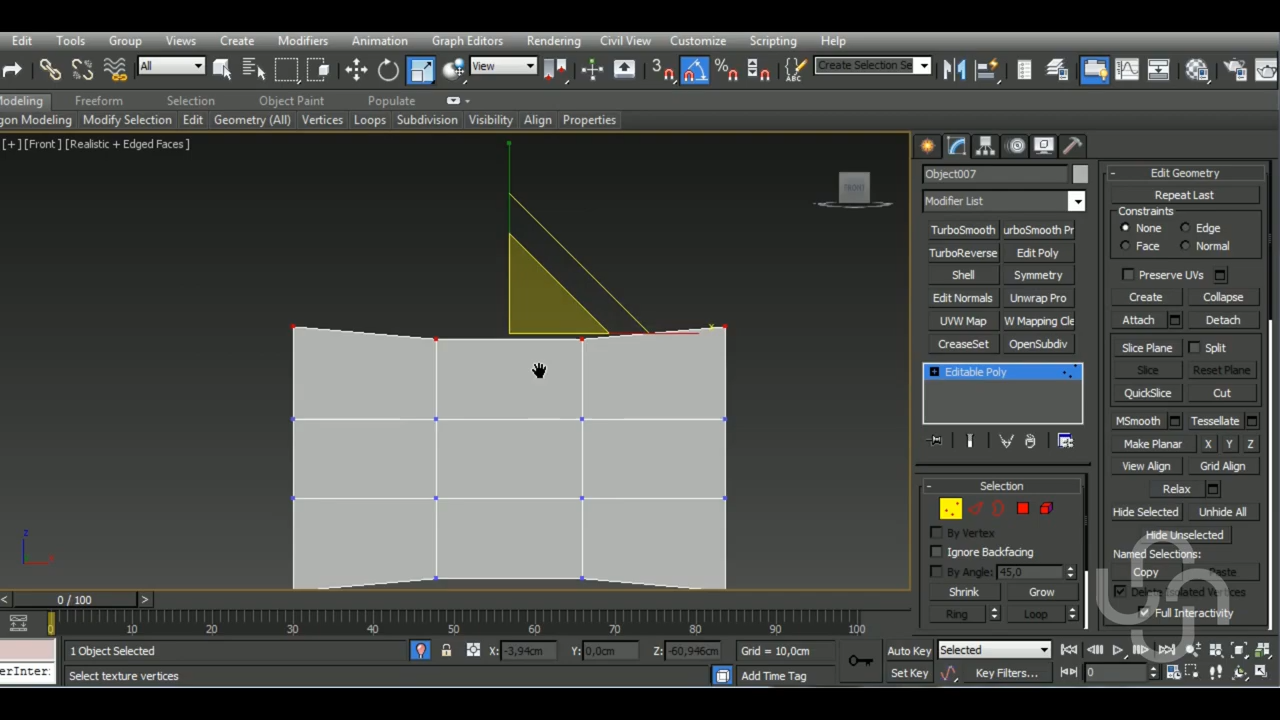 Edit Tools Group Views Create Modifiers Animation Graph Editors Rendering Civil View Customize Scripting Help
All View 3 ABC Create Selection Se
Modeling Freeform Selection Object Paint Populate
gon Modeling Modify Selection Edit Geometry (All) Vertices Loops Subdivision Visibility Align Properties
[+] [Front] [Realistic + Edged Faces]
FRONT
Object007
Modifier List
TurboSmooth urboSmooth Pr
TurboReverse Edit Poly
Shell Symmetry
Edit Normals Unwrap Pro
UVW Map W Mapping Cle
CreaseSet OpenSubdiv
Editable Poly
- Selection
By Vertex
Ignore Backfacing
By Angle: 45,0
Shrink Grow
Ring Loop
- Edit Geometry
Repeat Last
Constraints
None Edge
Face Normal
Preserve UVs
Create Collapse
Attach Detach
Slice Plane Split
Slice Reset Plane
QuickSlice Cut
MSmooth Tessellate
Make Planar X Y Z
View Align Grid Align
Relax
Hide Selected Unhide All
Hide Unselected
Named Selections:
Copy Paste
Delete Isolated Vertices
Full Interactivity
z
x
< 0 / 100 >
0 10 20 30 40 50 60 70 80 90 100
1 Object Selected X: -3,94cm Y: 0,0cm Z: -60,946cm Grid = 10,0cm Auto Key Selected
erInter: Select texture vertices Add Time Tag Set Key Key Filters... 0